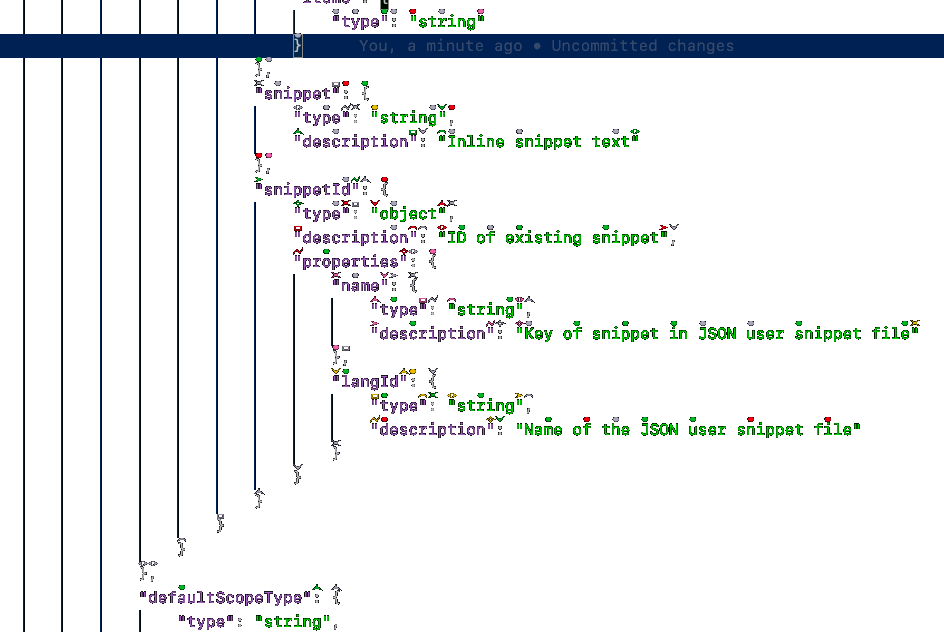 "type": "string"
}    You, a minute ago • Uncommitted changes
},
"snippet": {
"type": "string",
"description": "Inline snippet text"
},
"snippetId": {
"type": "object",
"description": "ID of existing snippet",
"properties": {
"name": {
"type": "string",
"description": "Key of snippet in JSON user snippet file"
},
"langId": {
"type": "string",
"description": "Name of the JSON user snippet file"
}
}
}
}
}
},
"defaultScopeType": {
"type": "string",